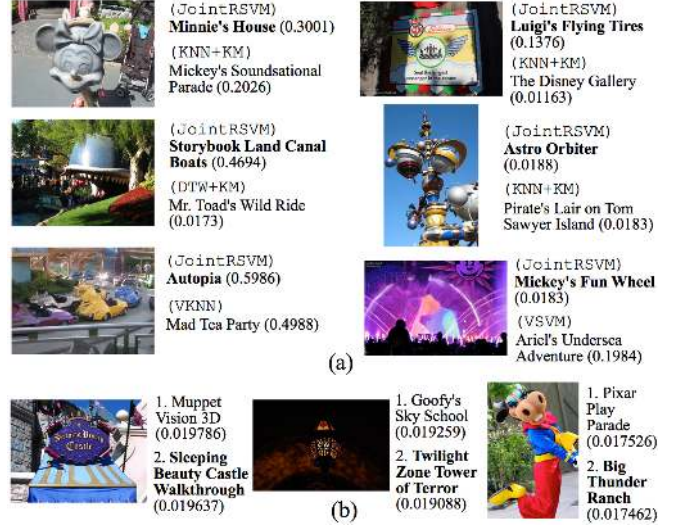 (JointRSVM)
Minnie's House (0.3001)
(KNN+KM)
Mickey's Soundsational
Parade (0.2026)
(JointRSVM)
Luigi's Flying Tires
(0.1376)
(KNN+KM)
The Disney Gallery
(0.01163)
(JointRSVM)
Storybook Land Canal
Boats (0.4694)
(DTW+KM)
Mr. Toad's Wild Ride
(0.0173)
(JointRSVM)
Astro Orbiter
(0.0188)
(KNN+KM)
Pirate's Lair on Tom
Sawyer Island (0.0183)
(JointRSVM)
Autopia (0.5986)
(VKNN)
Mad Tea Party (0.4988)
(JointRSVM)
Mickey's Fun Wheel
(0.0183)
(VSVM)
Ariel's Undersea
Adventure (0.1984)
(a)
Castle
1. Muppet
Vision 3D
(0.019786)
2. Sleeping
Beauty Castle
Walkthrough
(0.019637)
1. Goofy's
Sky School
(0.019259)
2. Twilight
Zone Tower
of Terror
(0.019088)
1. Pixar
Play
Parade
(0.017526)
2. Big
Thunder
Ranch
(0.017462)
(b)